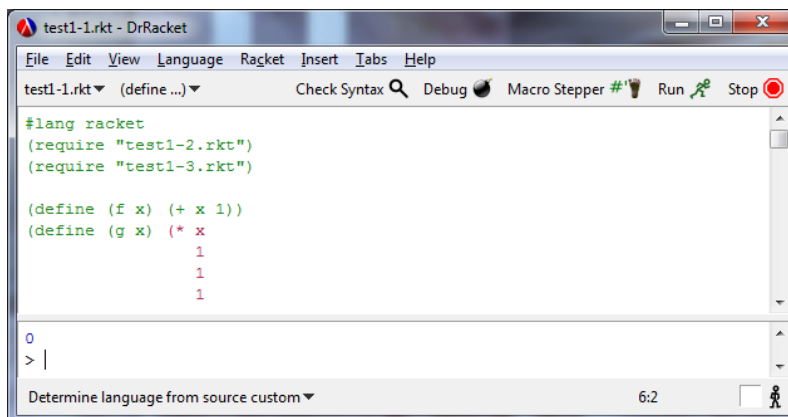 test1-1.rkt - DrRacket
File Edit View Language Racket Insert Tabs Help
test1-1.rkt (define ...) Check Syntax Debug Macro Stepper #' Run Stop
#lang racket
(require "test1-2.rkt")
(require "test1-3.rkt")
(define (f x) (+ x 1))
(define (g x) (* x
1
1
1
0
>
Determine language from source custom 6:2